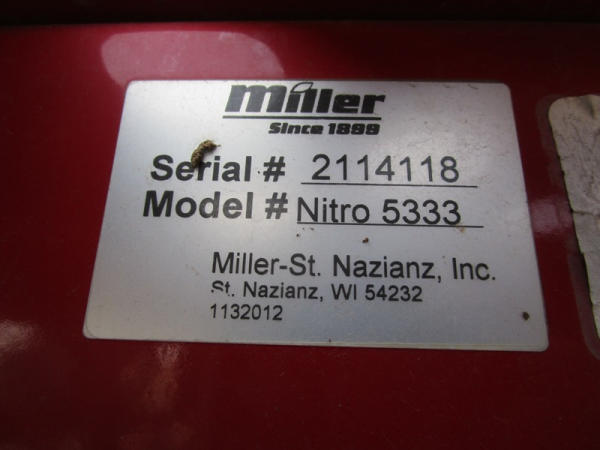 Miller
Since 1899
Serial # 2114118
Model # Nitro 5333
Miller-St. Nazianz, Inc.
St. Nazianz, WI 54232
1132012